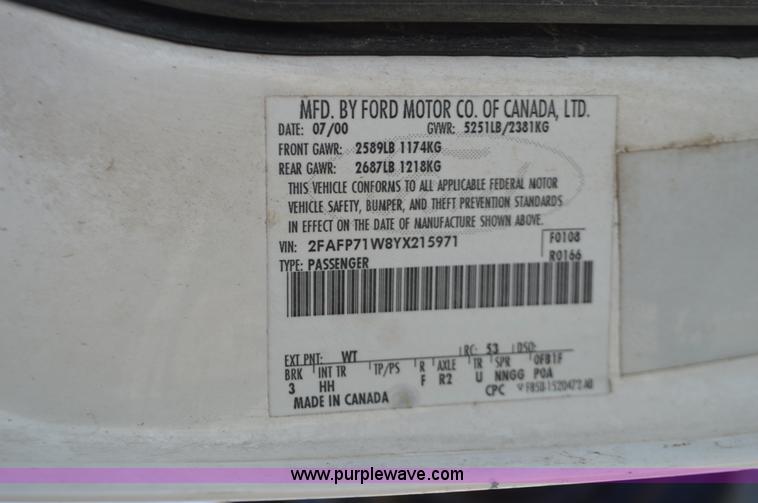 MFD. BY FORD MOTOR CO. OF CANADA, LTD.
DATE: 07/00 GVWR: 5251LB/2381KG
FRONT GAWR: 2589LB 1174KG
REAR GAWR: 2687LB 1218KG
THIS VEHICLE CONFORMS TO ALL APPLICABLE FEDERAL MOTOR
VEHICLE SAFETY, BUMPER, AND THEFT PREVENTION STANDARDS
IN EFFECT ON THE DATE OF MANUFACTURE SHOWN ABOVE.
VIN: 2FAFP71W8YX215971 F0108
TYPE: PASSENGER R0166
EXT PNT: WT RC: 53 DSO:
BRK INT TR TP/PS R AXLE TR SPR 0FB1F
3 HH F R2 U NNGG P0A
MADE IN CANADA CPC
www.purplewave.com